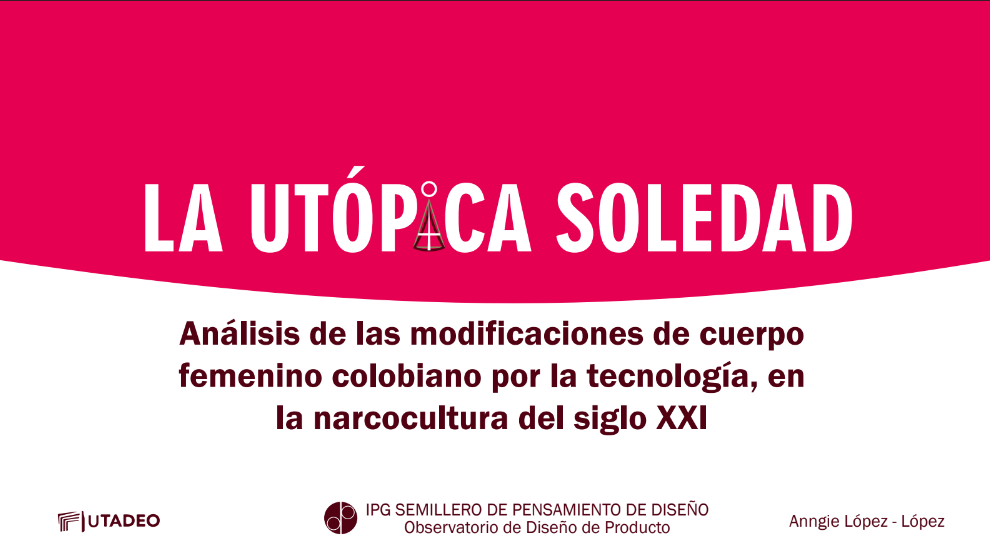 LA UTÓPICA SOLEDAD
Análisis de las modificaciones de cuerpo
femenino colobiano por la tecnología, en
la narcocultura del siglo XXI
UTADEO
IPG SEMILLERO DE PENSAMIENTO DE DISEÑO
Observatorio de Diseño de Producto
Anngie López - López